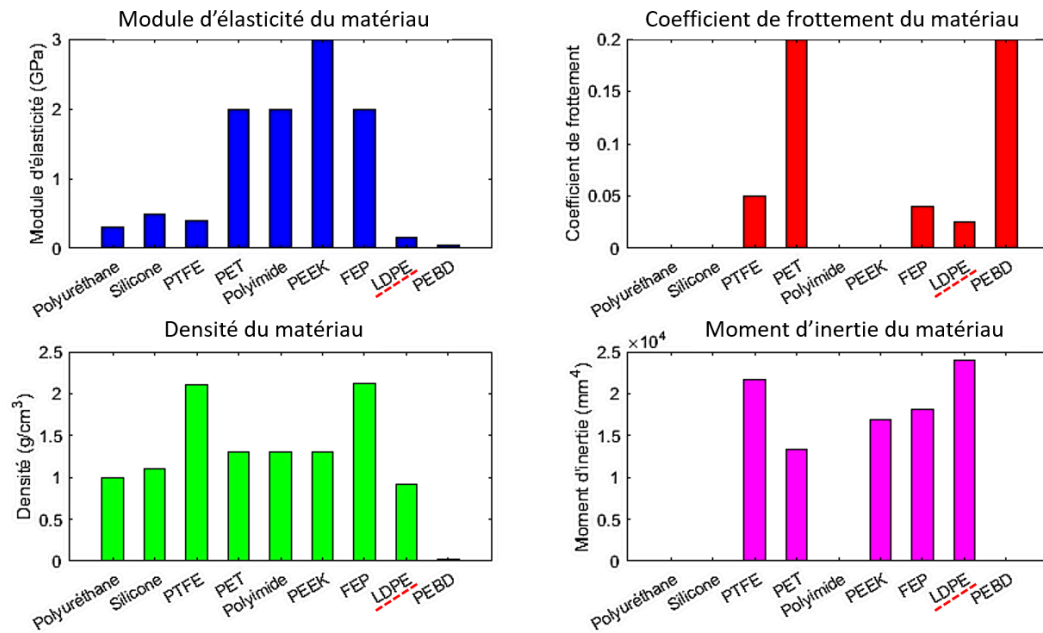 Module d'élasticité du matériau
Module d'élasticité (GPa)
3
2
1
0
Polyuréthane
Silicone
PTFE
PET
Polyimide
PEEK
FEP
LDPE
PEBD
Coefficient de frottement du matériau
Coefficient de frottement
0.2
0.15
0.1
0.05
0
Polyuréthane
Silicone
PTFE
PET
Polyimide
PEEK
FEP
LDPE
PEBD
Densité du matériau
Densité (g/cm³)
2.5
2
1.5
1
0.5
0
Polyuréthane
Silicone
PTFE
PET
Polyimide
PEEK
FEP
LDPE
PEBD
Moment d'inertie du matériau
×10⁴
Moment d'inertie (mm⁴)
2.5
2
1.5
1
0.5
0
Polyuréthane
Silicone
PTFE
PET
Polyimide
PEEK
FEP
LDPE
PEBD